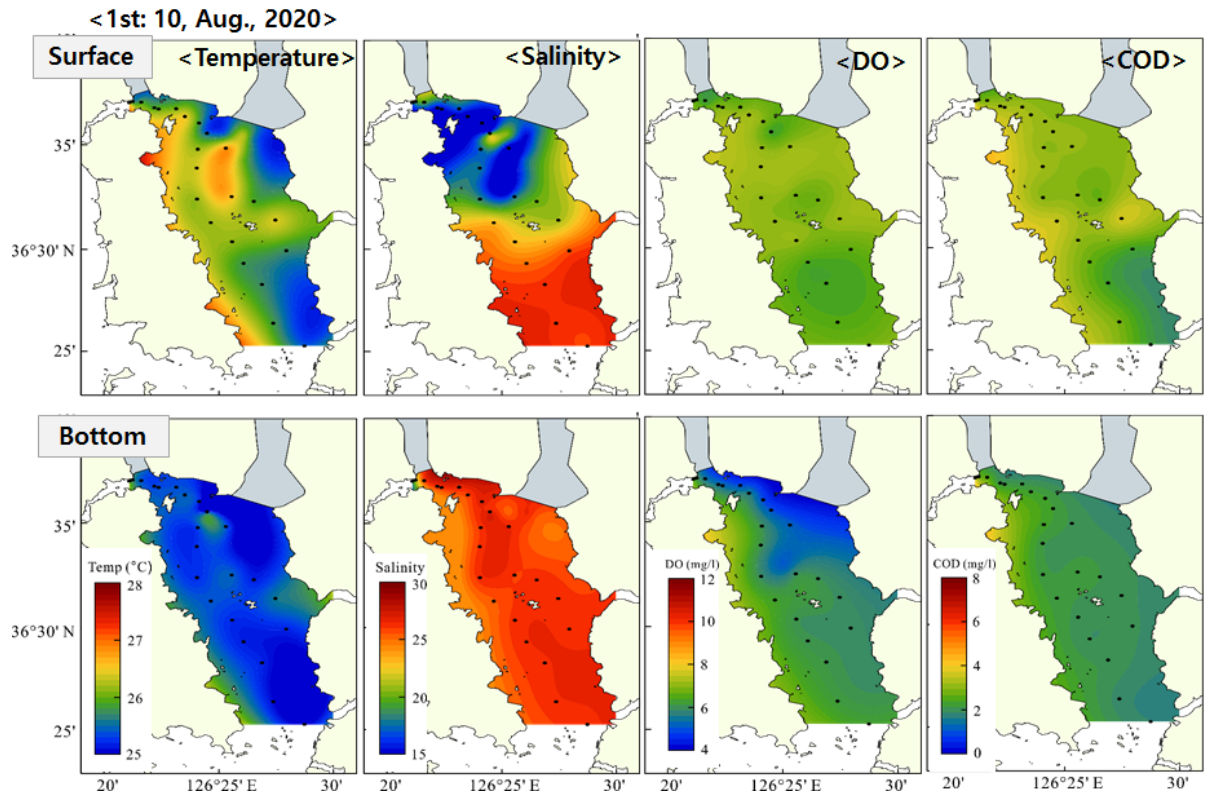 <1st: 10, Aug., 2020>
Surface
<Temperature>
<Salinity>
<DO>
<COD>
35'
36°30' N
25'
Bottom
35'
36°30' N
25'
Temp (°C)
28
27
26
25
Salinity
30
25
20
15
DO (mg/l)
12
10
8
6
4
COD (mg/l)
8
6
4
2
0
20'
126°25' E
30'
20'
126°25' E
30'
20'
126°25' E
30'
20'
126°25' E
30'